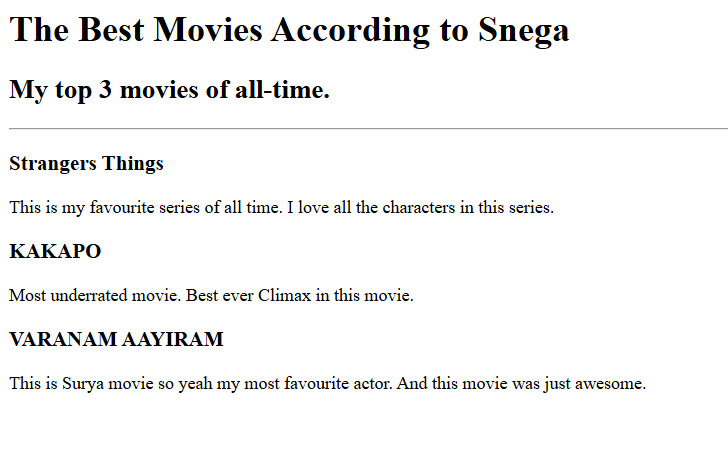 The Best Movies According to Snega
My top 3 movies of all-time.
Strangers Things
This is my favourite series of all time. I love all the characters in this series.
KAKAPO
Most underrated movie. Best ever Climax in this movie.
VARANAM AAYIRAM
This is Surya movie so yeah my most favourite actor. And this movie was just awesome.